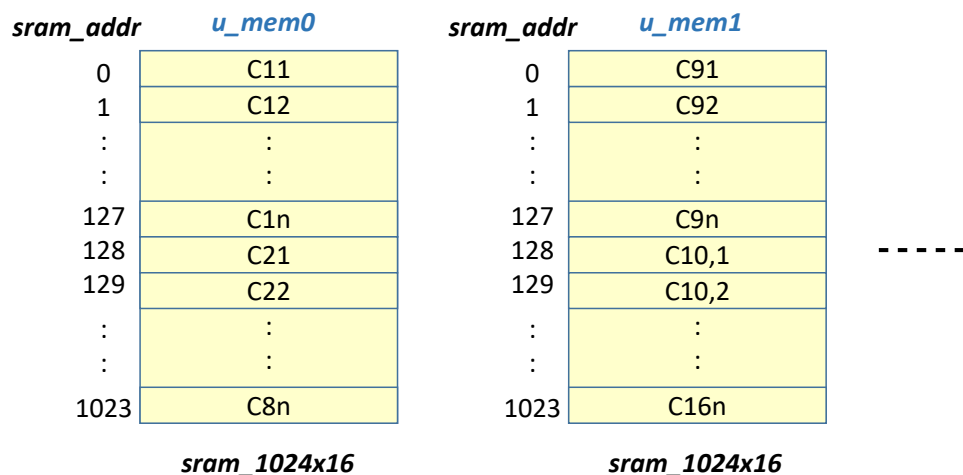 sram_addr u_mem0 sram_addr u_mem1
0 C11 0 C91
1 C12 1 C92
: : : :
: : : :
127 C1n 127 C9n
128 C21 128 C10,1
129 C22 129 C10,2
: : : :
: : : :
1023 C8n 1023 C16n
sram_1024x16 sram_1024x16